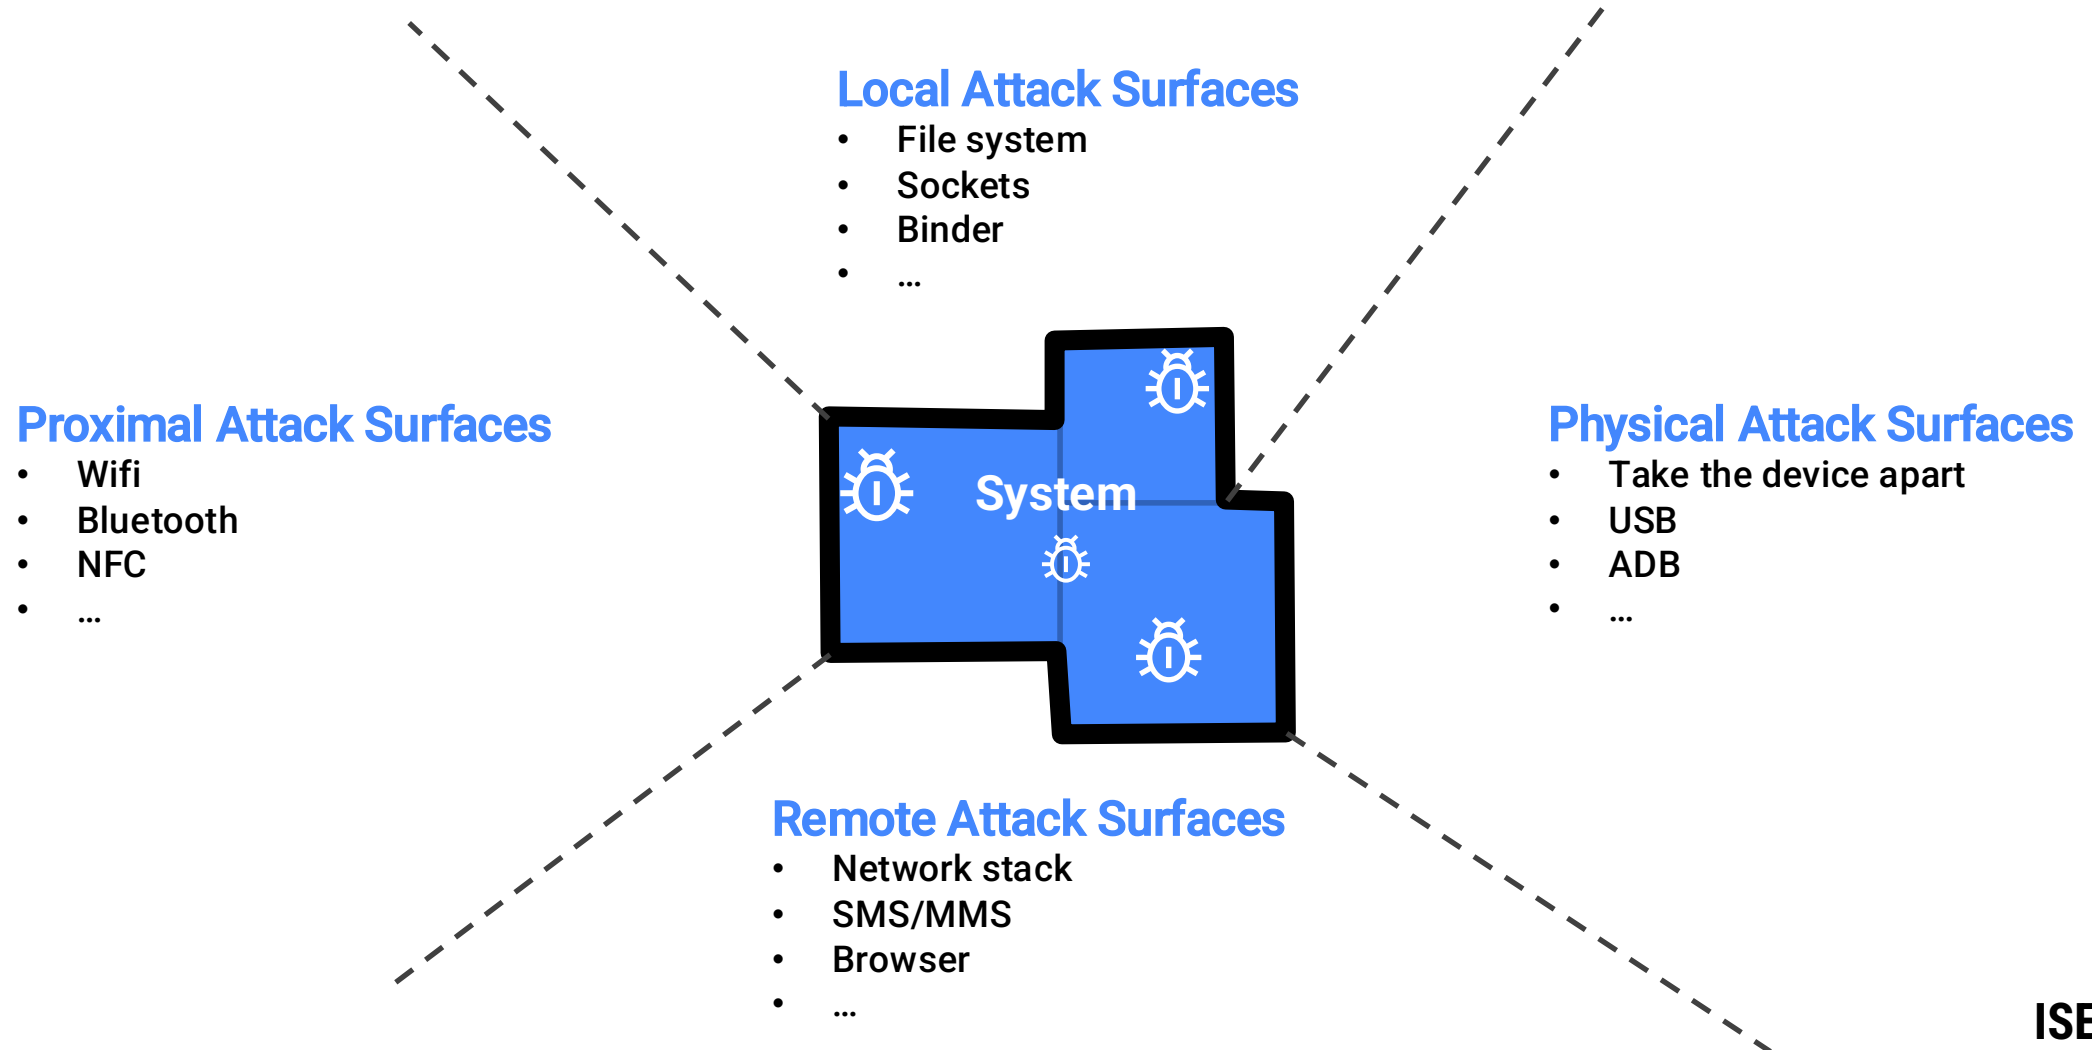 Local Attack Surfaces
• File system
• Sockets
• Binder
• ...
Proximal Attack Surfaces
• Wifi
• Bluetooth
• NFC
• ...
System
Physical Attack Surfaces
• Take the device apart
• USB
• ADB
• ...
Remote Attack Surfaces
• Network stack
• SMS/MMS
• Browser
• ...